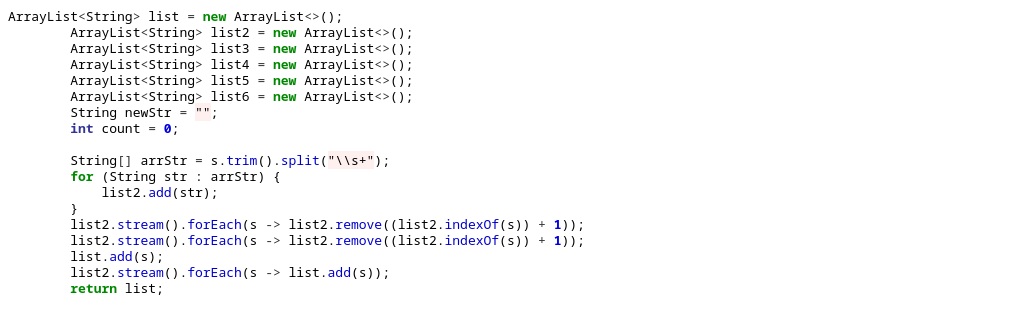 ArrayList<String> list = new ArrayList<>();
ArrayList<String> list2 = new ArrayList<>();
ArrayList<String> list3 = new ArrayList<>();
ArrayList<String> list4 = new ArrayList<>();
ArrayList<String> list5 = new ArrayList<>();
ArrayList<String> list6 = new ArrayList<>();
String newStr = "";
int count = 0;
String[] arrStr = s.trim().split("\\s+");
for (String str : arrStr) {
list2.add(str);
}
list2.stream().forEach(s -> list2.remove((list2.indexOf(s)) + 1));
list2.stream().forEach(s -> list2.remove((list2.indexOf(s)) + 1));
list.add(s);
list2.stream().forEach(s -> list.add(s));
return list;